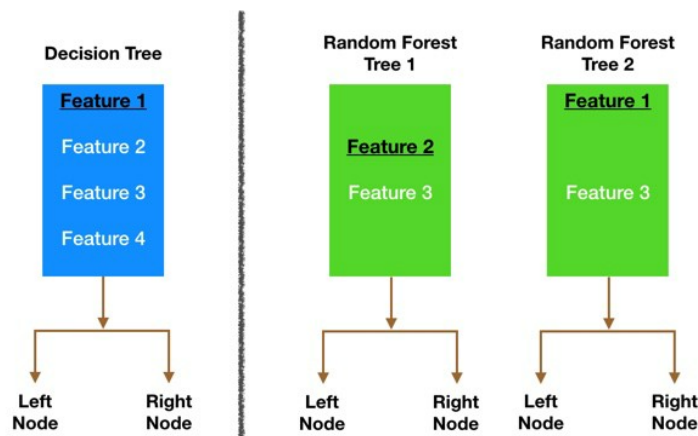 Decision Tree
Feature 1
Feature 2
Feature 3
Feature 4
Left
Node
Right
Node
Random Forest
Tree 1
Feature 2
Feature 3
Left
Node
Right
Node
Random Forest
Tree 2
Feature 1
Feature 3
Left
Node
Right
Node